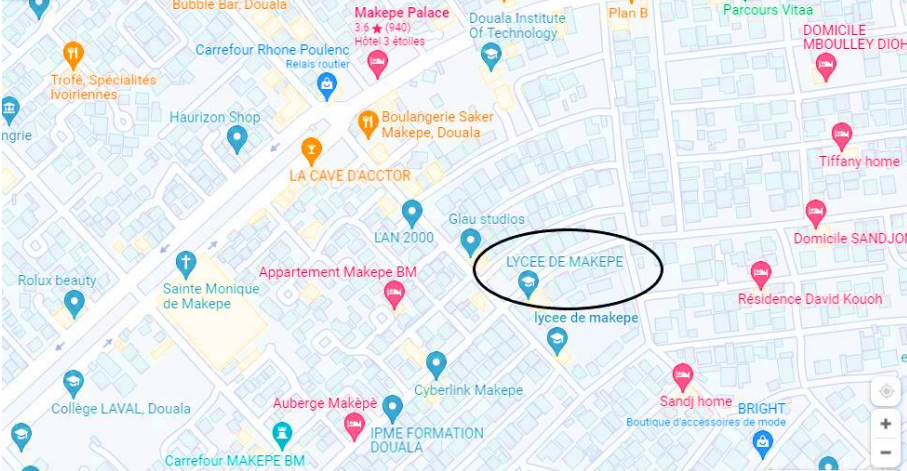 Bubble Bar, Douala
Makepe Palace
3.6 ★ (940)
Hôtel 3 étoiles
Douala Institute
Of Technology
Plan B
Parcours Vitaa
DOMICILE
MBOULLEY DIOH
Carrefour Rhone Poulenc
Relais routier
Trofê, Spécialités
Ivoiriennes
Haurizon Shop
Boulangerie Saker
Makepe, Douala
ngrie
LA CAVE D'ACCTOR
Tiffany home
L'AN 2000
Glau studios
Domicile SANDJON
LYCEE DE MAKEPE
Appartement Makepe BM
Rolux beauty
Sainte Monique
de Makepe
Résidence David Kouoh
lycee de makepe
Cyberlink Makepe
Collège LAVAL, Douala
Auberge Makèpè
Sandj home
BRIGHT
Boutique d'accessoires de mode
IPME FORMATION
DOUALA
Carrefour MAKEPE BM
e
+
−